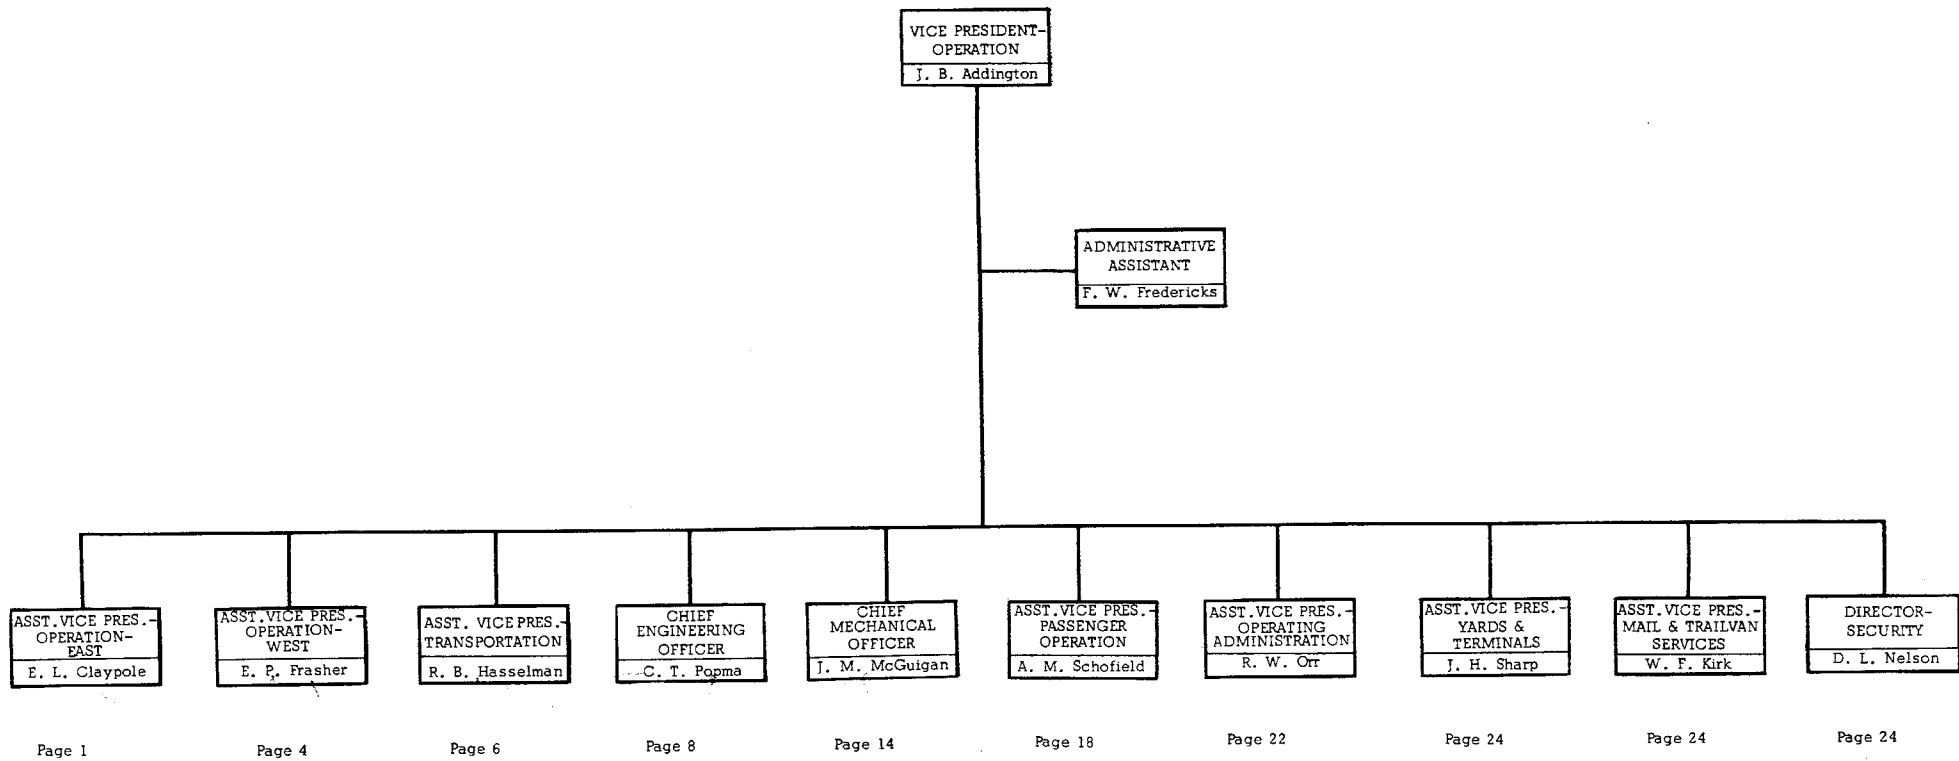 VICE PRESIDENT-
OPERATION
J. B. Addington
ADMINISTRATIVE
ASSISTANT
F. W. Fredericks
ASST. VICE PRES.-
OPERATION-
EAST
E. L. Claypole
ASST. VICE PRES.-
OPERATION-
WEST
E. P. Frasher
ASST. VICE PRES.-
TRANSPORTATION
R. B. Hasselman
CHIEF
ENGINEERING
OFFICER
C. T. Popma
CHIEF
MECHANICAL
OFFICER
J. M. McGuigan
ASST. VICE PRES.-
PASSENGER
OPERATION
A. M. Schofield
ASST. VICE PRES.-
OPERATING
ADMINISTRATION
R. W. Orr
ASST. VICE PRES.-
YARDS &
TERMINALS
J. H. Sharp
ASST. VICE PRES.-
MAIL & TRAILVAN
SERVICES
W. F. Kirk
DIRECTOR-
SECURITY
D. L. Nelson
Page 1
Page 4
Page 6
Page 8
Page 14
Page 18
Page 22
Page 24
Page 24
Page 24